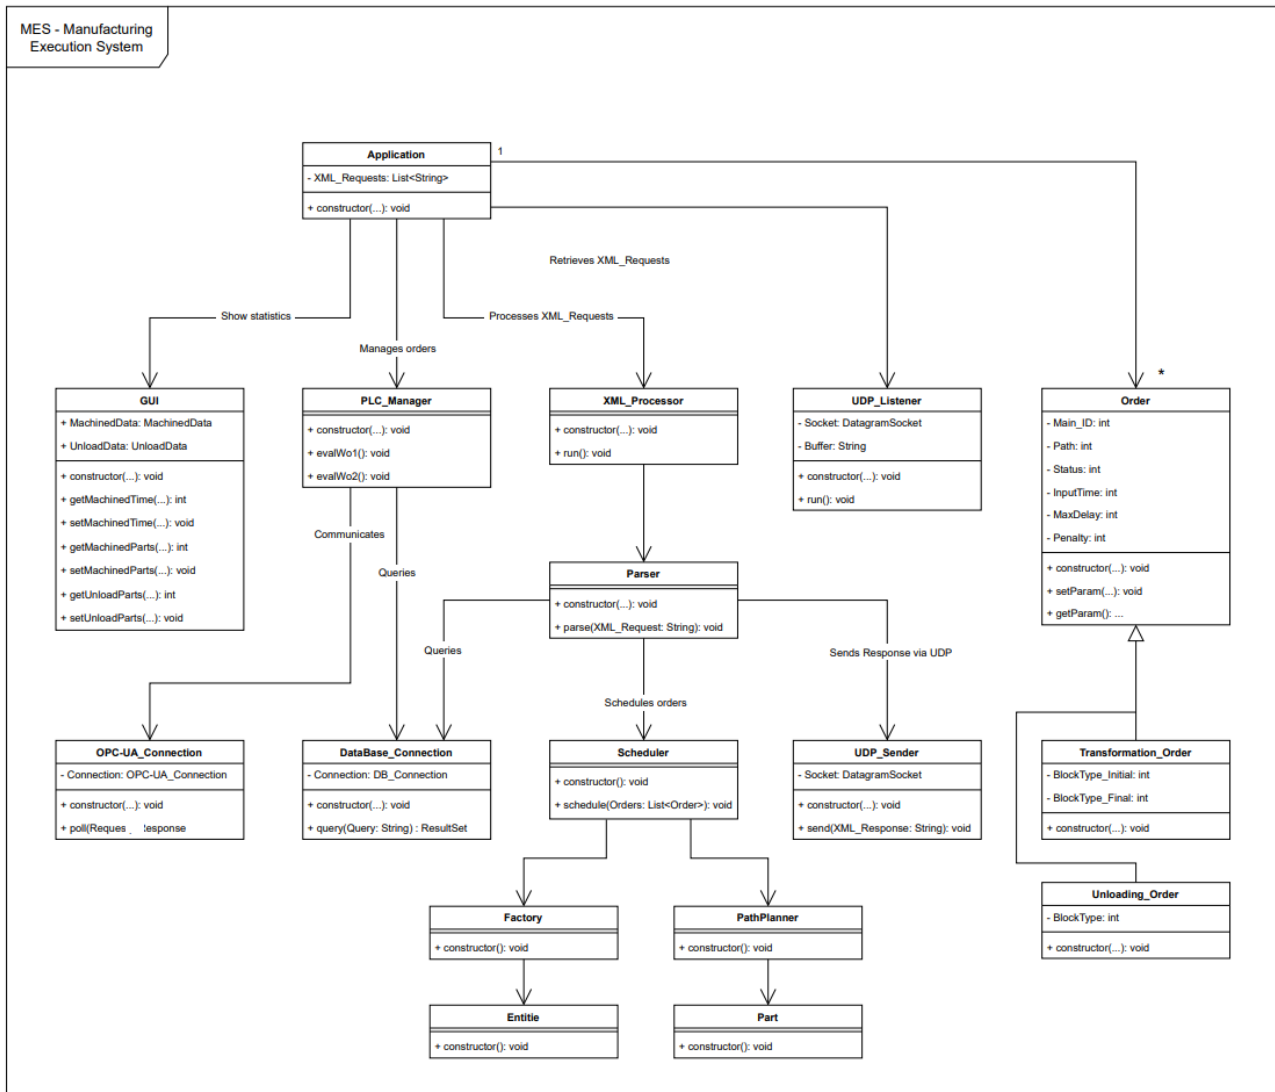 MES - Manufacturing
Execution System
Application
- XML_Requests: List<String>
+ constructor(...): void
1
Retrieves XML_Requests
Show statistics
Processes XML_Requests
Manages orders
*
GUI
+ MachinedData: MachinedData
+ UnloadData: UnloadData
+ constructor(...): void
+ getMachinedTime(...): int
+ setMachinedTime(...): void
+ getMachinedParts(...): int
+ setMachinedParts(...): void
+ getUnloadParts(...): int
+ setUnloadParts(...): void
PLC_Manager
+ constructor(...): void
+ evalWo1(): void
+ evalWo2(): void
XML_Processor
+ constructor(...): void
+ run(): void
UDP_Listener
- Socket: DatagramSocket
- Buffer: String
+ constructor(...): void
+ run(): void
Order
- Main_ID: int
- Path: int
- Status: int
- InputTime: int
- MaxDelay: int
- Penalty: int
+ constructor(...): void
+ setParam(...): void
+ getParam(): ...
Communicates
Queries
Parser
+ constructor(...): void
+ parse(XML_Request: String): void
Queries
Sends Response via UDP
Schedules orders
OPC-UA_Connection
- Connection: OPC-UA_Connection
+ constructor(...): void
+ poll(Reques
DataBase_Connection
- Connection: DB_Connection
+ constructor(...): void
+ query(Query: String) : ResultSet
Scheduler
+ constructor(): void
+ schedule(Orders: List<Order>): void
UDP_Sender
- Socket: DatagramSocket
+ constructor(...): void
+ send(XML_Response: String): void
Transformation_Order
- BlockType_Initial: int
- BlockType_Final: int
+ constructor(...): void
Unloading_Order
- BlockType: int
+ constructor(...): void
Factory
+ constructor(): void
PathPlanner
+ constructor(): void
Entitie
+ constructor(): void
Part
+ constructor(): void